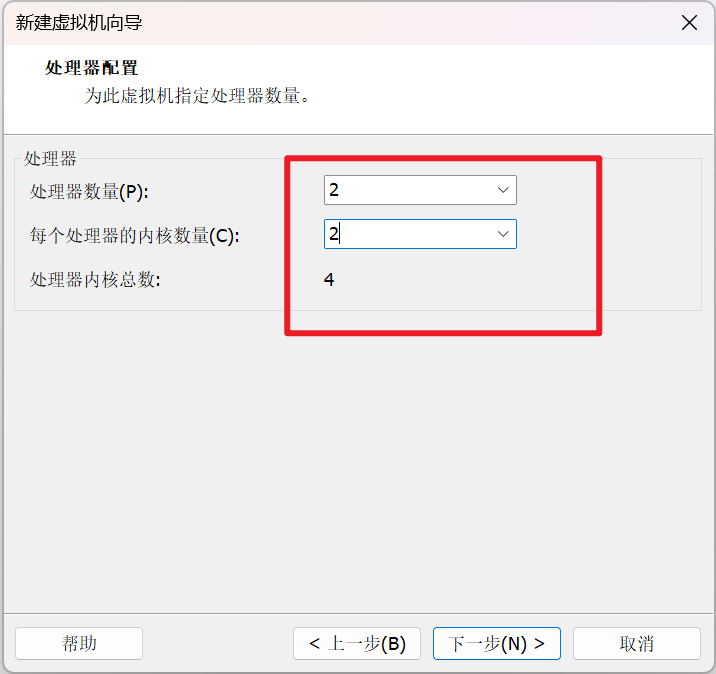 新建虚拟机向导
处理器配置
为此虚拟机指定处理器数量。
处理器
处理器数量(P): 2
每个处理器的内核数量(C): 2
处理器内核总数: 4
帮助 < 上一步(B) 下一步(N) > 取消